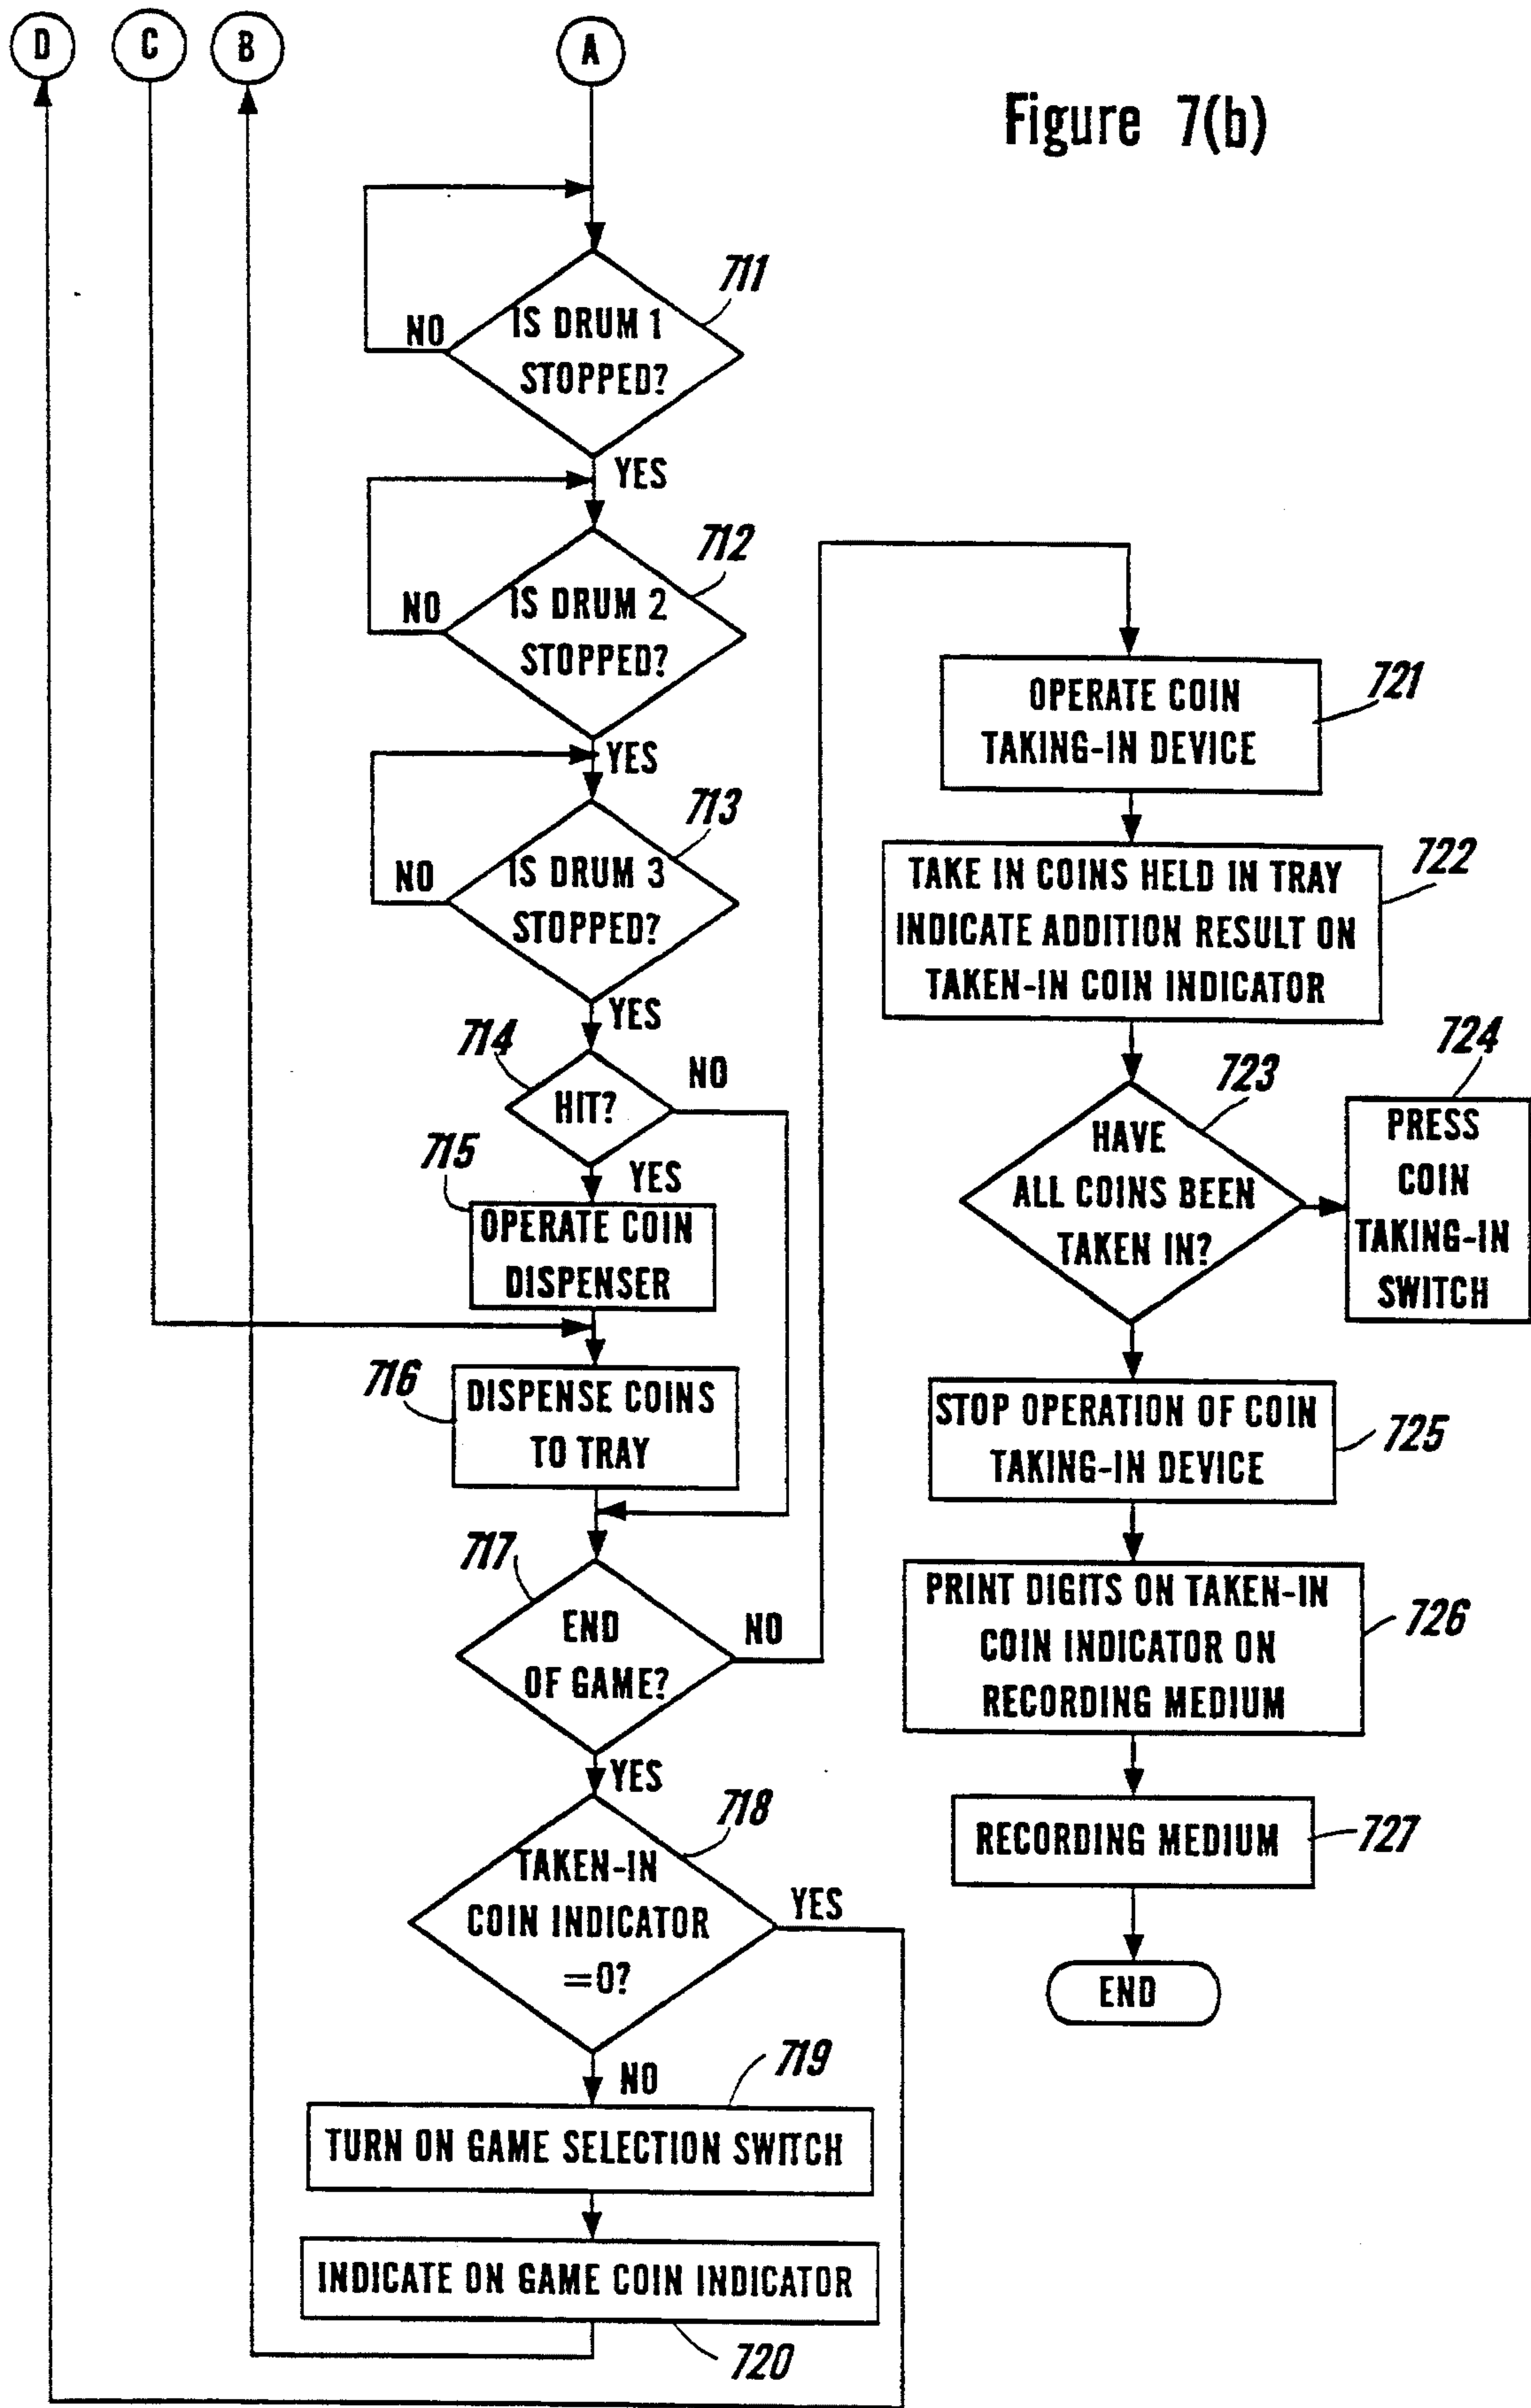 D
C
B
A
Figure 7(b)
711
IS DRUM 1
STOPPED?
NO
YES
712
IS DRUM 2
STOPPED?
NO
YES
713
IS DRUM 3
STOPPED?
NO
YES
714
HIT?
NO
YES
715
OPERATE COIN
DISPENSER
716
DISPENSE COINS
TO TRAY
717
END
OF GAME?
NO
YES
718
TAKEN-IN
COIN INDICATOR
=0?
YES
NO
719
TURN ON GAME SELECTION SWITCH
INDICATE ON GAME COIN INDICATOR
720
721
OPERATE COIN
TAKING-IN DEVICE
722
TAKE IN COINS HELD IN TRAY
INDICATE ADDITION RESULT ON
TAKEN-IN COIN INDICATOR
723
HAVE
ALL COINS BEEN
TAKEN IN?
724
PRESS
COIN
TAKING-IN
SWITCH
STOP OPERATION OF COIN
TAKING-IN DEVICE
725
PRINT DIGITS ON TAKEN-IN
COIN INDICATOR ON
RECORDING MEDIUM
726
RECORDING MEDIUM
727
END